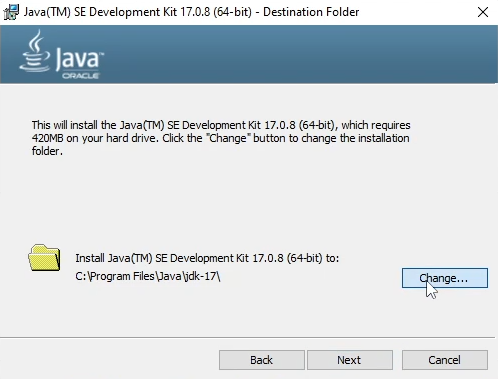 Java(TM) SE Development Kit 17.0.8 (64-bit) - Destination Folder
Java™
ORACLE
This will install the Java(TM) SE Development Kit 17.0.8 (64-bit), which requires
420MB on your hard drive. Click the "Change" button to change the installation
folder.
Install Java(TM) SE Development Kit 17.0.8 (64-bit) to:
C:\Program Files\Java\jdk-17\
Change...
Back Next Cancel